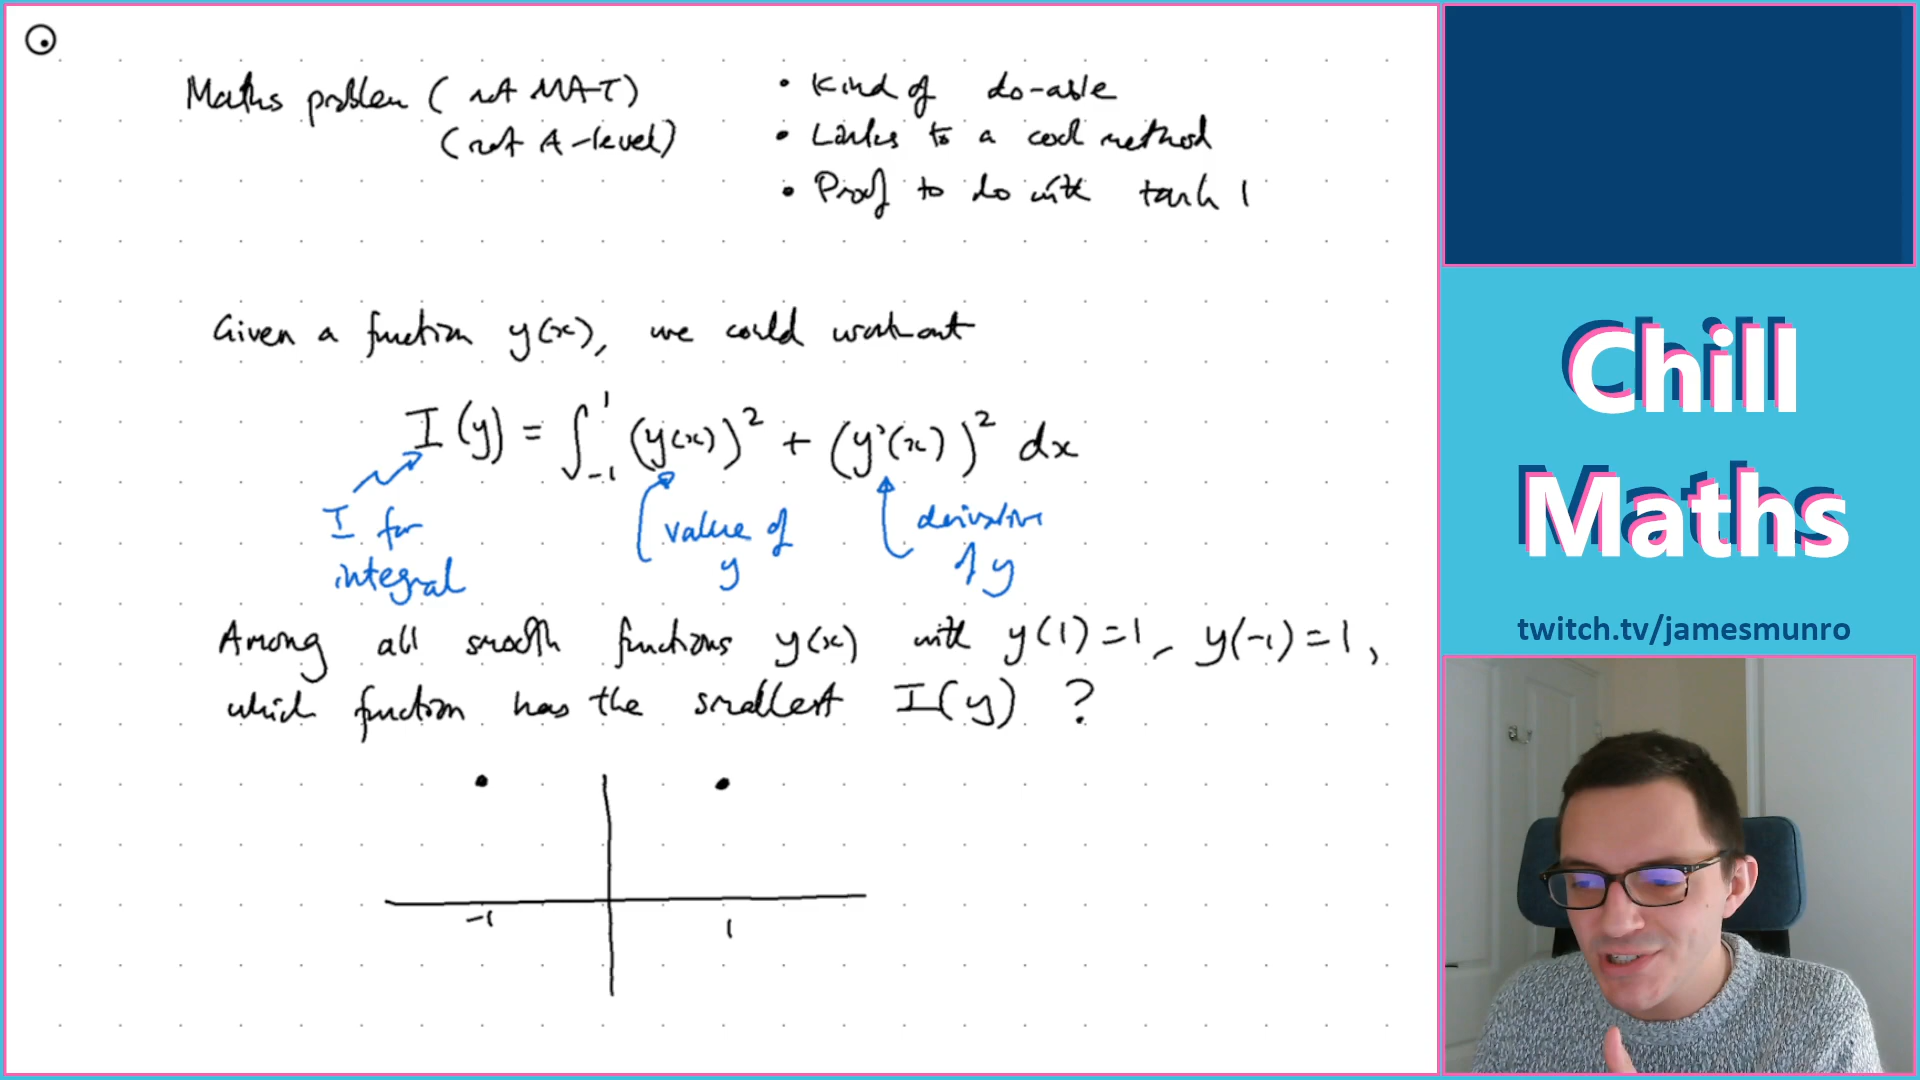 Maths problem (not MAT)
(not A-level)
• Kind of do-able
• Links to a cool method
• Proof to do with tanh 1
Given a function y(x), we could work out
I(y) = ∫₋₁¹ (y(x))² + (y'(x))² dx
I for
integral
value of
y
derivative
of y
Among all smooth functions y(x) with y(1)=1, y(-1)=1,
which function has the smallest I(y) ?
-1
1
Chill
Maths
twitch.tv/jamesmunro